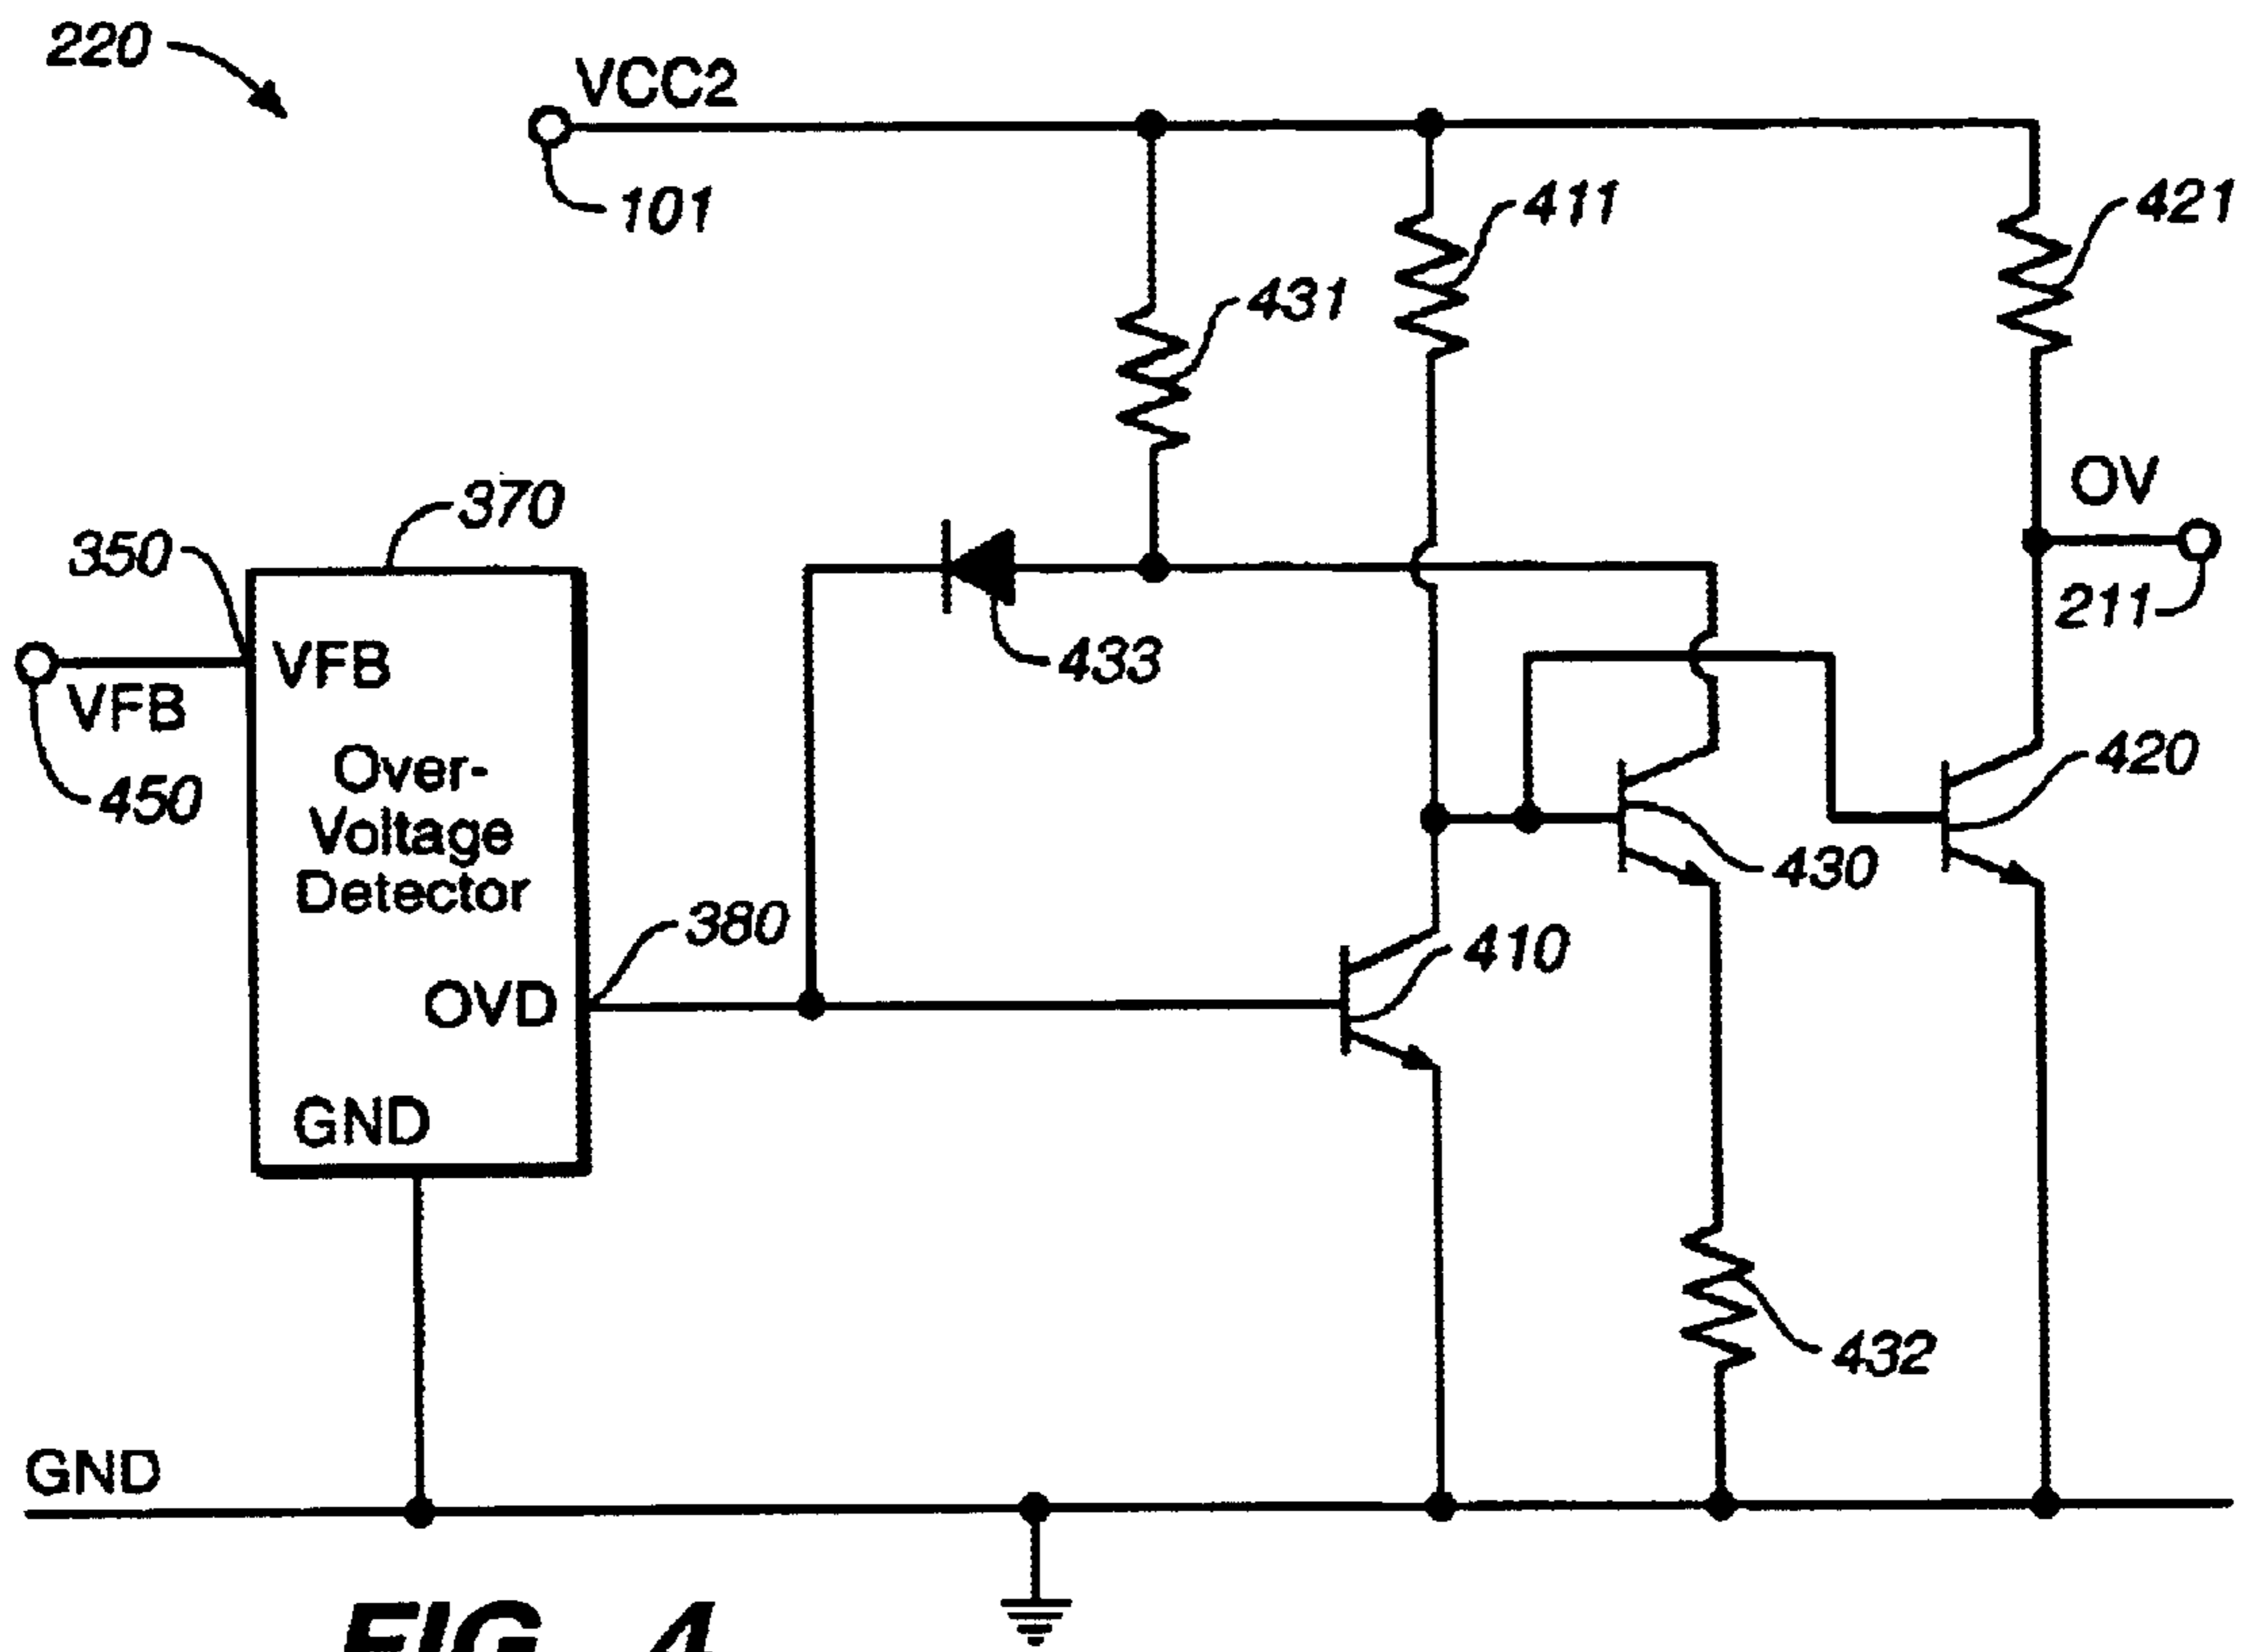 220
VCC2
101
411
421
431
OV
211
370
350
VFB
VFB
450
433
Over-
Voltage
Detector
420
430
380
410
OVD
GND
432
GND
FIG. 4